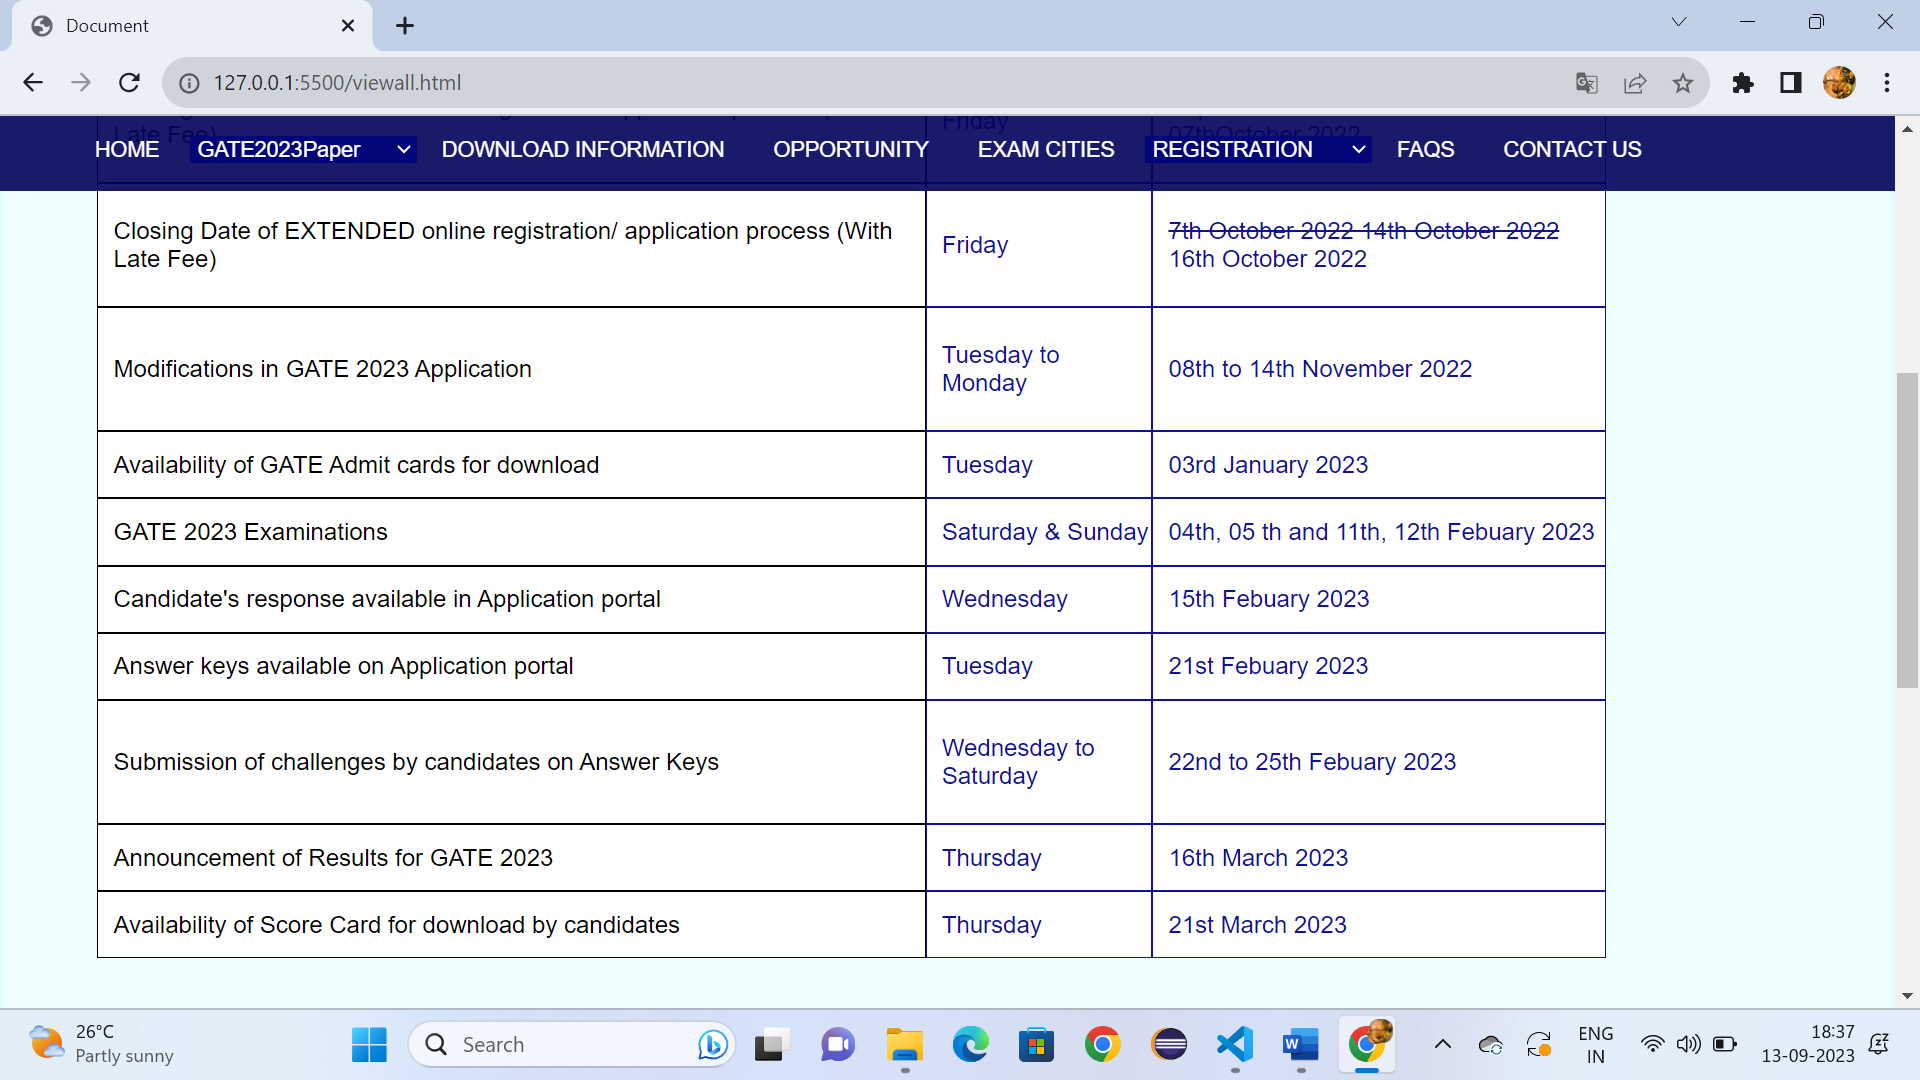 Document
127.0.0.1:5500/viewall.html
Late Fee)
Friday
07thOctober 2022
HOME GATE2023Paper DOWNLOAD INFORMATION OPPORTUNITY EXAM CITIES REGISTRATION FAQS CONTACT US
Closing Date of EXTENDED online registration/ application process (With
Late Fee)
Friday
7th October 2022 14th October 2022
16th October 2022
Modifications in GATE 2023 Application
Tuesday to
Monday
08th to 14th November 2022
Availability of GATE Admit cards for download
Tuesday
03rd January 2023
GATE 2023 Examinations
Saturday & Sunday
04th, 05 th and 11th, 12th Febuary 2023
Candidate's response available in Application portal
Wednesday
15th Febuary 2023
Answer keys available on Application portal
Tuesday
21st Febuary 2023
Submission of challenges by candidates on Answer Keys
Wednesday to
Saturday
22nd to 25th Febuary 2023
Announcement of Results for GATE 2023
Thursday
16th March 2023
Availability of Score Card for download by candidates
Thursday
21st March 2023
26°C
Partly sunny
Search
ENG
IN
18:37
13-09-2023